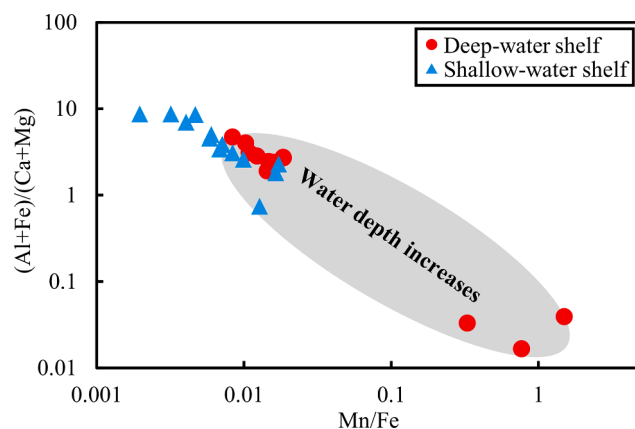 100
10
1
0.1
0.01
(Al+Fe)/(Ca+Mg)
Deep-water shelf
Shallow-water shelf
Water depth increases
0.001
0.01
0.1
1
Mn/Fe